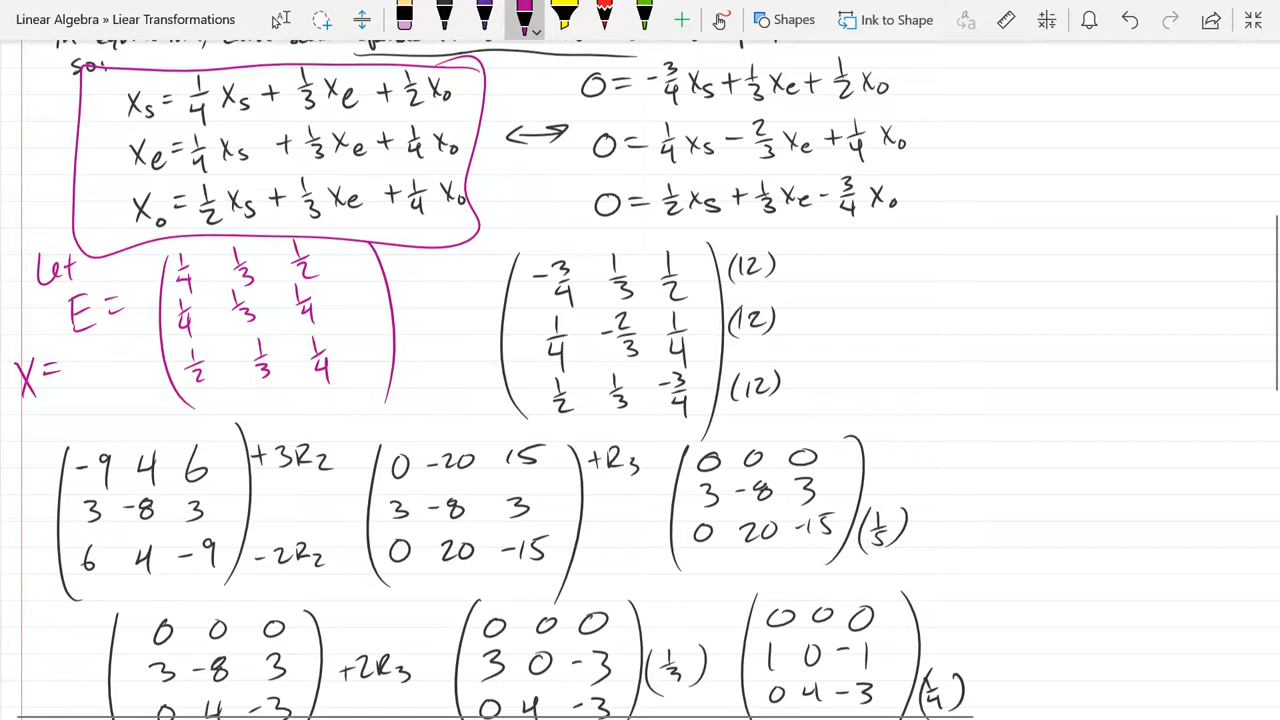 Linear Algebra » Liear Transformations
Shapes
Ink to Shape
so:
Xs = 1/4 Xs + 1/3 Xe + 1/2 Xo
0 = -3/4 Xs + 1/3 Xe + 1/2 Xo
Xe = 1/4 Xs + 1/3 Xe + 1/4 Xo
↔
0 = 1/4 Xs - 2/3 Xe + 1/4 Xo
Xo = 1/2 Xs + 1/3 Xe + 1/4 Xo
0 = 1/2 Xs + 1/3 Xe - 3/4 Xo
Let
E =
1/4 1/3 1/2
1/4 1/3 1/4
1/2 1/3 1/4
X =
-3/4 1/3 1/2 (12)
1/4 -2/3 1/4 (12)
1/2 1/3 -3/4 (12)
-9 4 6 +3R2
3 -8 3
6 4 -9 -2R2
0 -20 15 +R3
3 -8 3
0 20 -15
0 0 0
3 -8 3
0 20 -15 (1/5)
0 0 0
3 -8 3 +2R3
0 4 -3
0 0 0
3 0 -3 (1/3)
0 4 -3
0 0 0
1 0 -1
0 4 -3 (1/4)